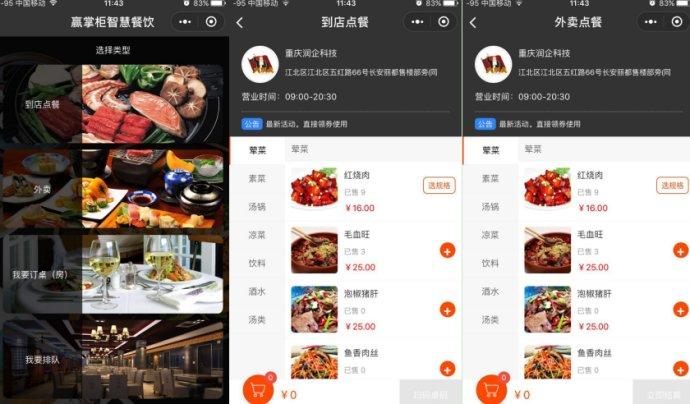 -95 中国移动 11:43 83%
赢掌柜智慧餐饮
选择类型
到店点餐
外卖
我要订桌（房）
我要排队
-95 中国移动 11:43 83%
到店点餐
重庆润企科技
江北区江北区五红路66号长安丽都售楼部旁(同
营业时间：09:00-20:30
公告 最新活动，直接领券使用
荤菜
素菜
汤锅
凉菜
饮料
酒水
汤类
荤菜
红烧肉
已售 9
￥16.00
选规格
毛血旺
已售 3
￥25.00
泡椒猪肝
已售 0
￥25.00
鱼香肉丝
已售 0
0
￥0
扫码桌码
-95 中国移动 11:43 83%
外卖点餐
重庆润企科技
江北区江北区五红路66号长安丽都售楼部旁(同
营业时间：09:00-20:30
公告 最新活动，直接领券使用
荤菜
素菜
汤锅
凉菜
饮料
酒水
汤类
荤菜
红烧肉
已售 9
￥16.00
选规格
毛血旺
已售 3
￥25.00
泡椒猪肝
已售 0
￥25.00
鱼香肉丝
已售 0
0
￥0
立即结算